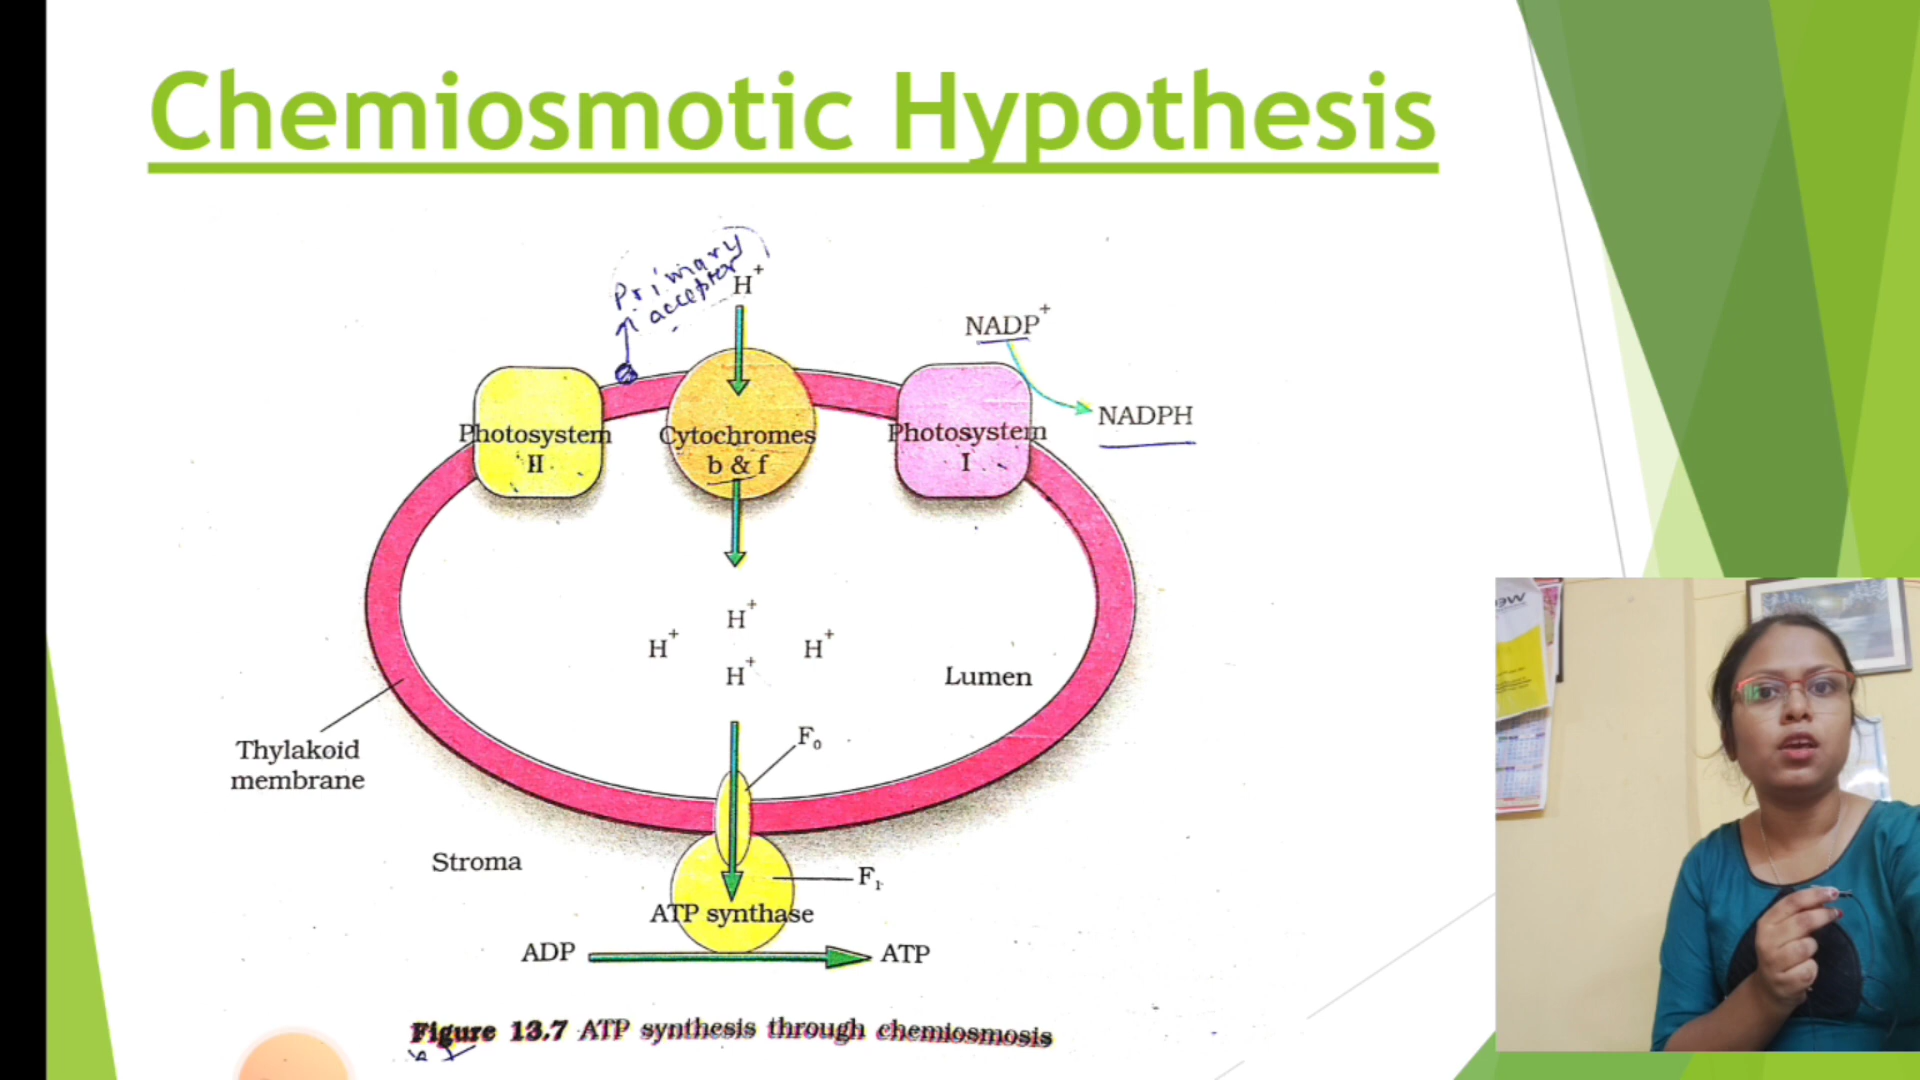 Chemiosmotic Hypothesis
Primary
acceptor
H+
NADP+
NADPH
Photosystem
II
Cytochromes
b & f
Photosystem
I
H+
H+
H+
H+
Lumen
F0
Thylakoid
membrane
Stroma
F1
ATP synthase
ADP
ATP
Figure 13.7 ATP synthesis through chemiosmosis